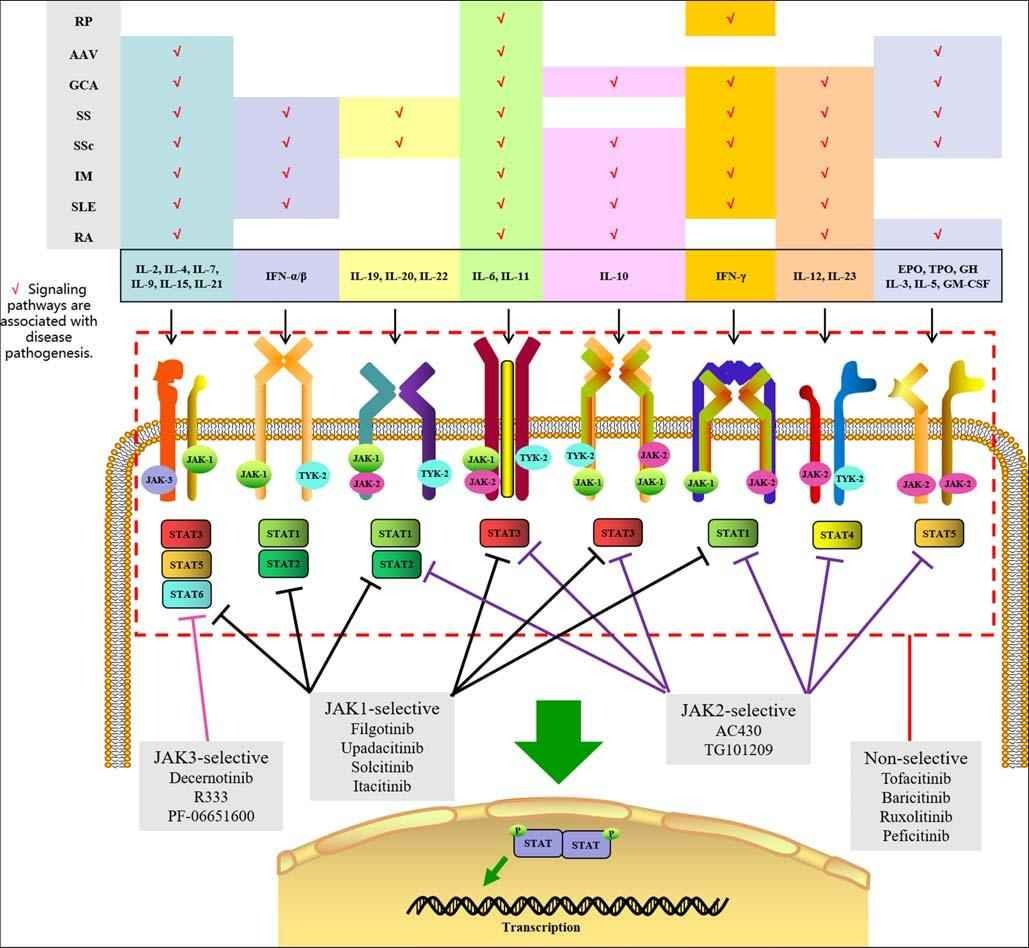 RP √ √
AAV √ √ √
GCA √ √ √ √ √ √
SS √ √ √ √ √ √ √
SSc √ √ √ √ √ √ √ √
IM √ √ √ √ √ √
SLE √ √ √ √ √ √
RA √ √ √ √ √
IL-2, IL-4, IL-7,
IL-9, IL-15, IL-21
IFN-α/β
IL-19, IL-20, IL-22
IL-6, IL-11
IL-10
IFN-γ
IL-12, IL-23
EPO, TPO, GH
IL-3, IL-5, GM-CSF
√ Signaling
pathways are
associated with
disease
pathogenesis.
JAK-3
JAK-1
JAK-1
TYK-2
JAK-1
JAK-2
TYK-2
JAK-1
JAK-2
TYK-2
TYK-2
JAK-1
JAK-2
JAK-1
JAK-1
JAK-2
JAK-2
TYK-2
JAK-2
JAK-2
STAT3
STAT5
STAT6
STAT1
STAT2
STAT1
STAT2
STAT3
STAT3
STAT1
STAT4
STAT5
JAK3-selective
Decernotinib
R333
PF-06651600
JAK1-selective
Filgotinib
Upadacitinib
Solcitinib
Itacitinib
JAK2-selective
AC430
TG101209
Non-selective
Tofacitinib
Baricitinib
Ruxolitinib
Peficitinib
P P
STAT STAT
Transcription